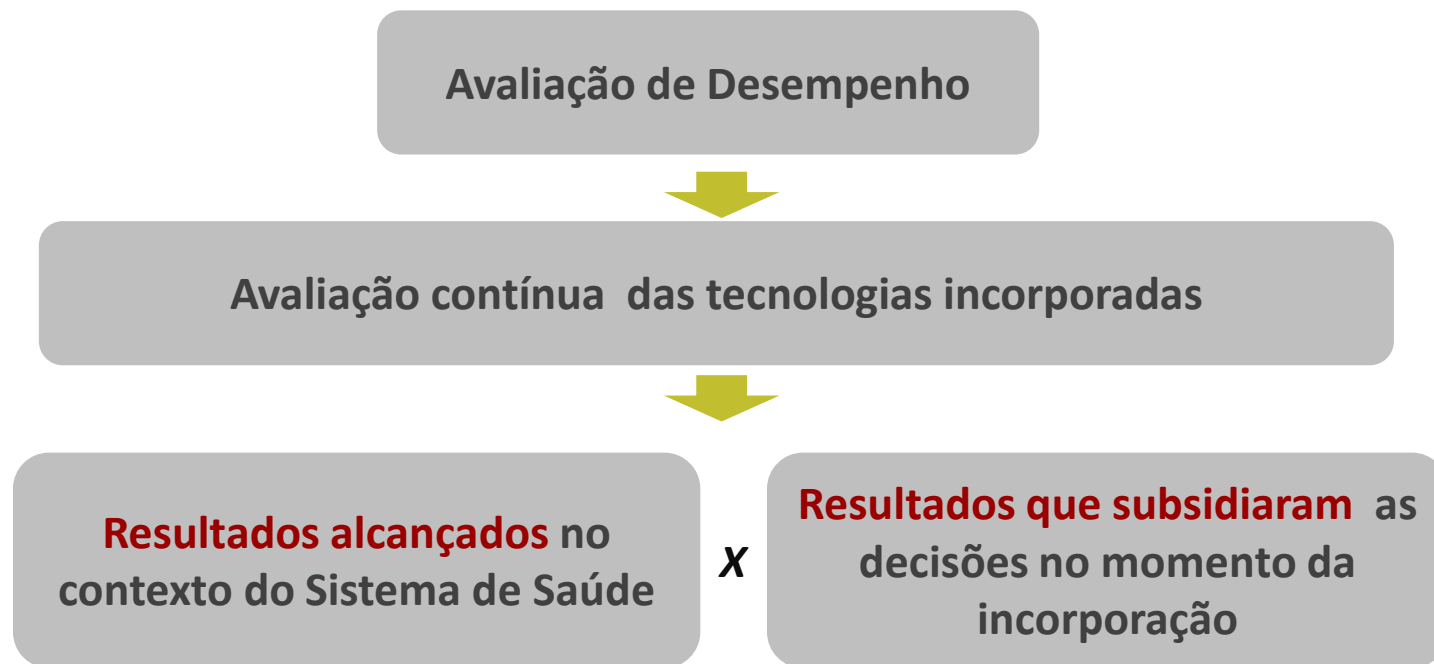 Avaliação de Desempenho
Avaliação contínua das tecnologias incorporadas
Resultados alcançados no
contexto do Sistema de Saúde
X
Resultados que subsidiaram as
decisões no momento da
incorporação